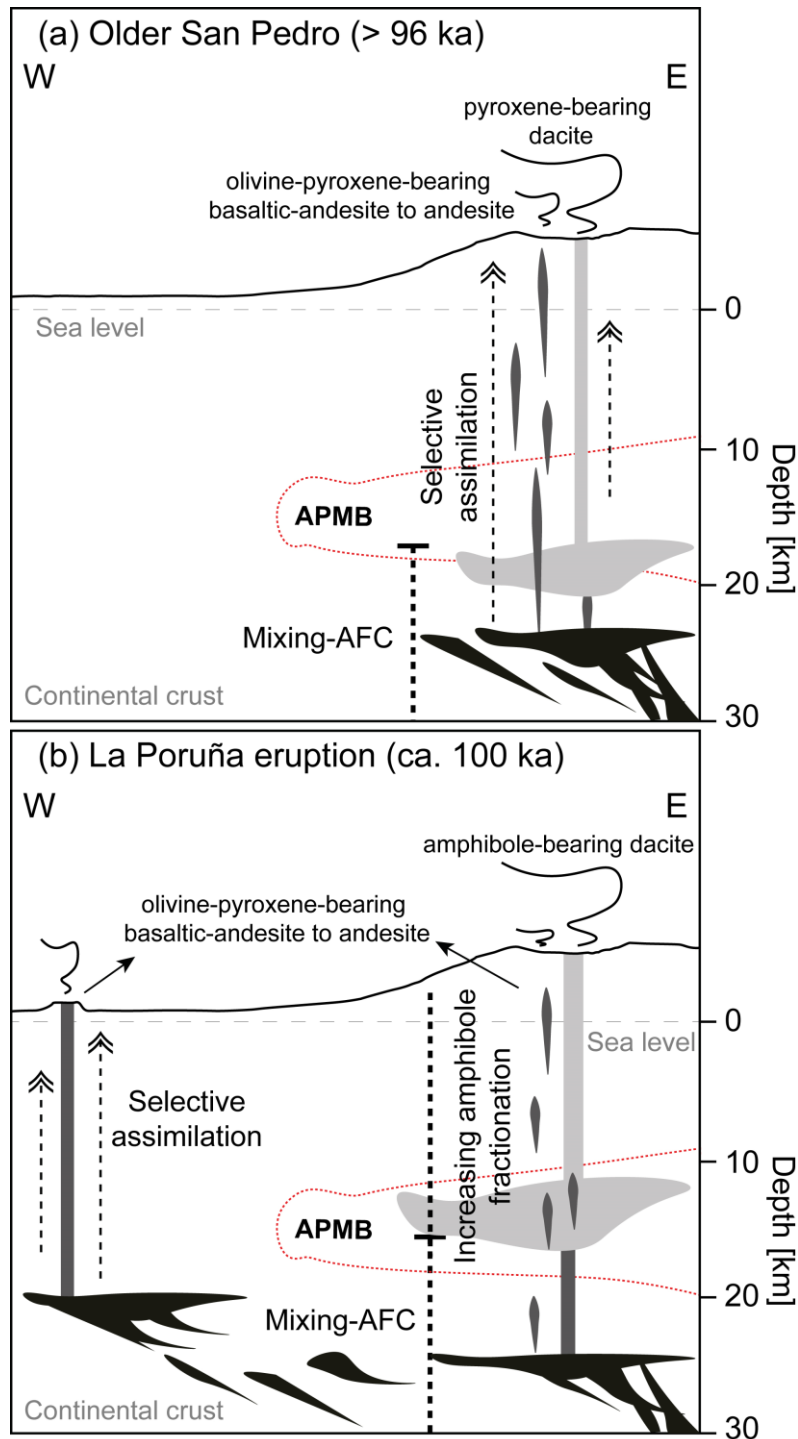 (a) Older San Pedro (> 96 ka)
W
E
pyroxene-bearing
dacite
olivine-pyroxene-bearing
basaltic-andesite to andesite
Sea level
0
10
20
30
Depth [km]
Selective
assimilation
APMB
Mixing-AFC
Continental crust
(b) La Poruña eruption (ca. 100 ka)
W
E
amphibole-bearing dacite
olivine-pyroxene-bearing
basaltic-andesite to andesite
0
Sea level
10
20
30
Depth [km]
Selective
assimilation
Increasing amphibole
fractionation
APMB
Mixing-AFC
Continental crust